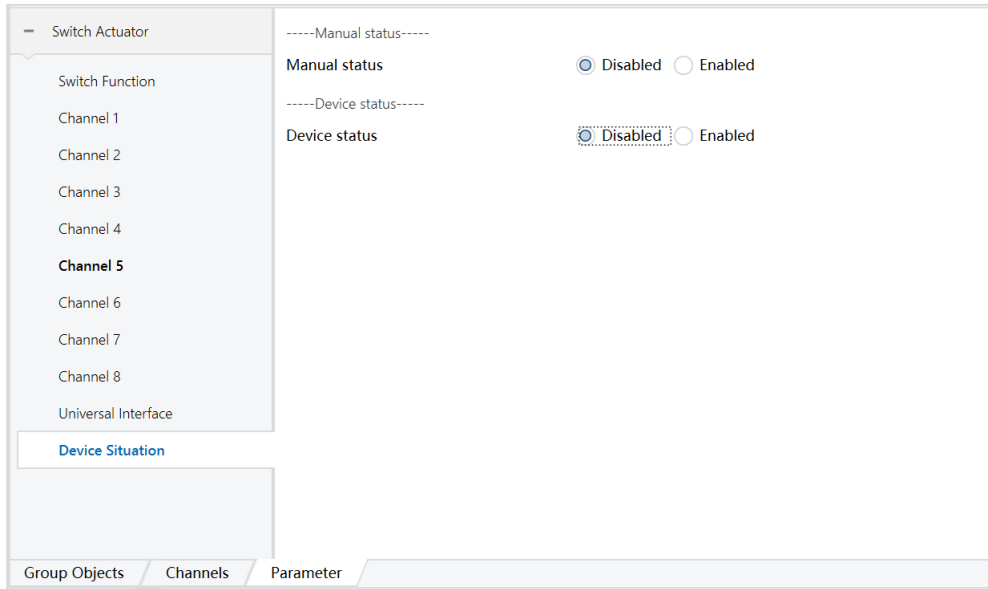 Switch Actuator
Switch Function
Channel 1
Channel 2
Channel 3
Channel 4
Channel 5
Channel 6
Channel 7
Channel 8
Universal Interface
Device Situation
-----Manual status-----
Manual status Disabled Enabled
-----Device status-----
Device status Disabled Enabled
Group Objects Channels Parameter